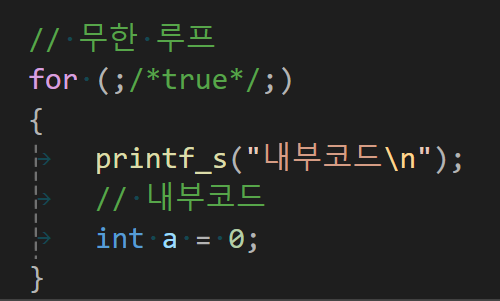 // 무한 루프
for (;/*true*/;)
{
printf_s("내부코드\n");
// 내부코드
int a = 0;
}